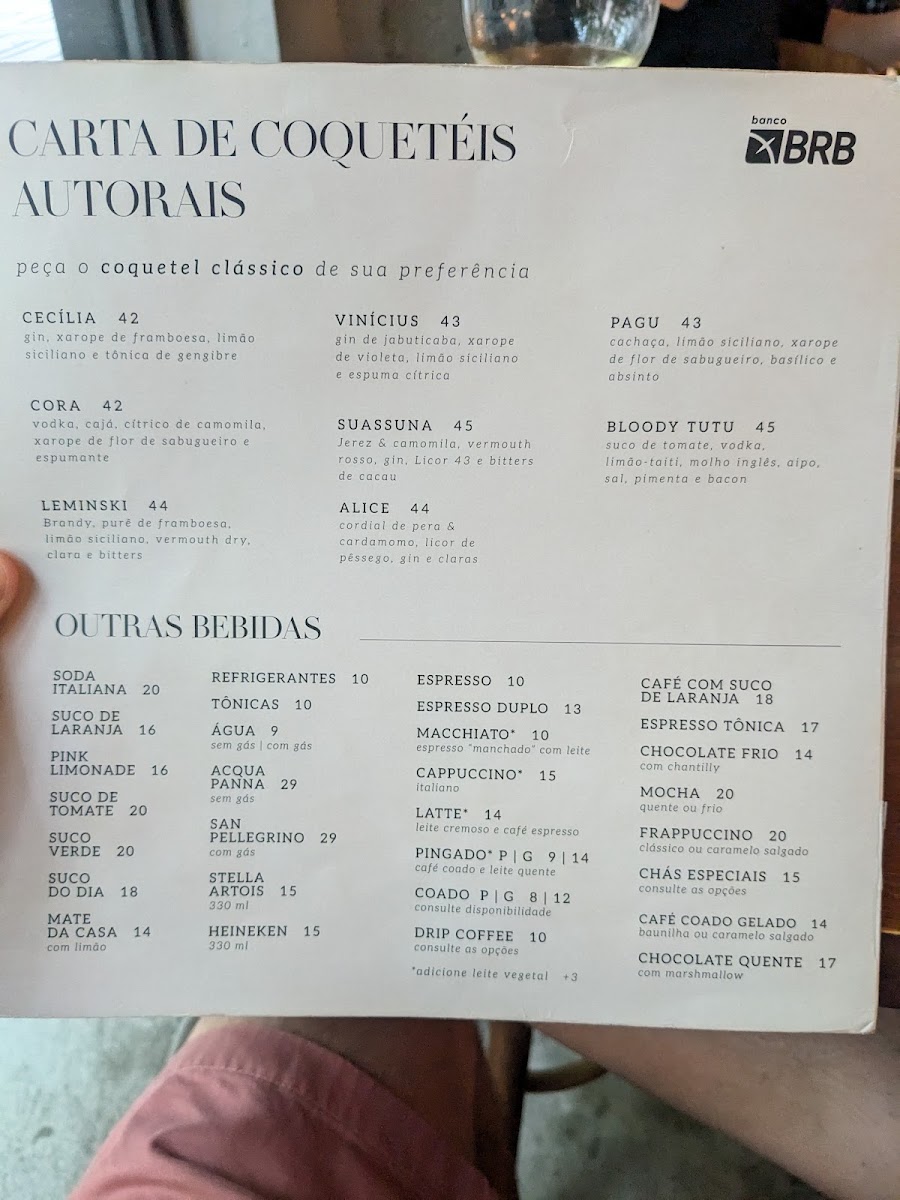 CARTA DE COQUETÉIS
AUTORAIS
banco
BRB
peça o coquetel clássico de sua preferência
CECÍLIA 42
gin, xarope de framboesa, limão
siciliano e tônica de gengibre
CORA 42
vodka, cajá, cítrico de camomila,
xarope de flor de sabugueiro e
espumante
LEMINSKI 44
Brandy, purê de framboesa,
limão siciliano, vermouth dry,
clara e bitters
VINÍCIUS 43
gin de jabuticaba, xarope
de violeta, limão siciliano
e espuma cítrica
SUASSUNA 45
Jerez & camomila, vermouth
rosso, gin, Licor 43 e bitters
de cacau
ALICE 44
cordial de pera &
cardamomo, licor de
pêssego, gin e claras
PAGU 43
cachaça, limão siciliano, xarope
de flor de sabugueiro, basílico e
absinto
BLOODY TUTU 45
suco de tomate, vodka,
limão-taiti, molho inglês, aipo,
sal, pimenta e bacon
OUTRAS BEBIDAS
SODA
ITALIANA 20
SUCO DE
LARANJA 16
PINK
LIMONADE 16
SUCO DE
TOMATE 20
SUCO
VERDE 20
SUCO
DO DIA 18
MATE
DA CASA 14
com limão
REFRIGERANTES 10
TÔNICAS 10
ÁGUA 9
sem gás | com gás
ACQUA
PANNA 29
sem gás
SAN
PELLEGRINO 29
com gás
STELLA
ARTOIS 15
330 ml
HEINEKEN 15
330 ml
ESPRESSO 10
ESPRESSO DUPLO 13
MACCHIATO* 10
espresso "manchado" com leite
CAPPUCCINO* 15
italiano
LATTE* 14
leite cremoso e café espresso
PINGADO* P | G 9 | 14
café coado e leite quente
COADO P | G 8 | 12
consulte disponibilidade
DRIP COFFEE 10
consulte as opções
*adicione leite vegetal +3
CAFÉ COM SUCO
DE LARANJA 18
ESPRESSO TÔNICA 17
CHOCOLATE FRIO 14
com chantilly
MOCHA 20
quente ou frio
FRAPPUCCINO 20
clássico ou caramelo salgado
CHÁS ESPECIAIS 15
consulte as opções
CAFÉ COADO GELADO 14
baunilha ou caramelo salgado
CHOCOLATE QUENTE 17
com marshmallow